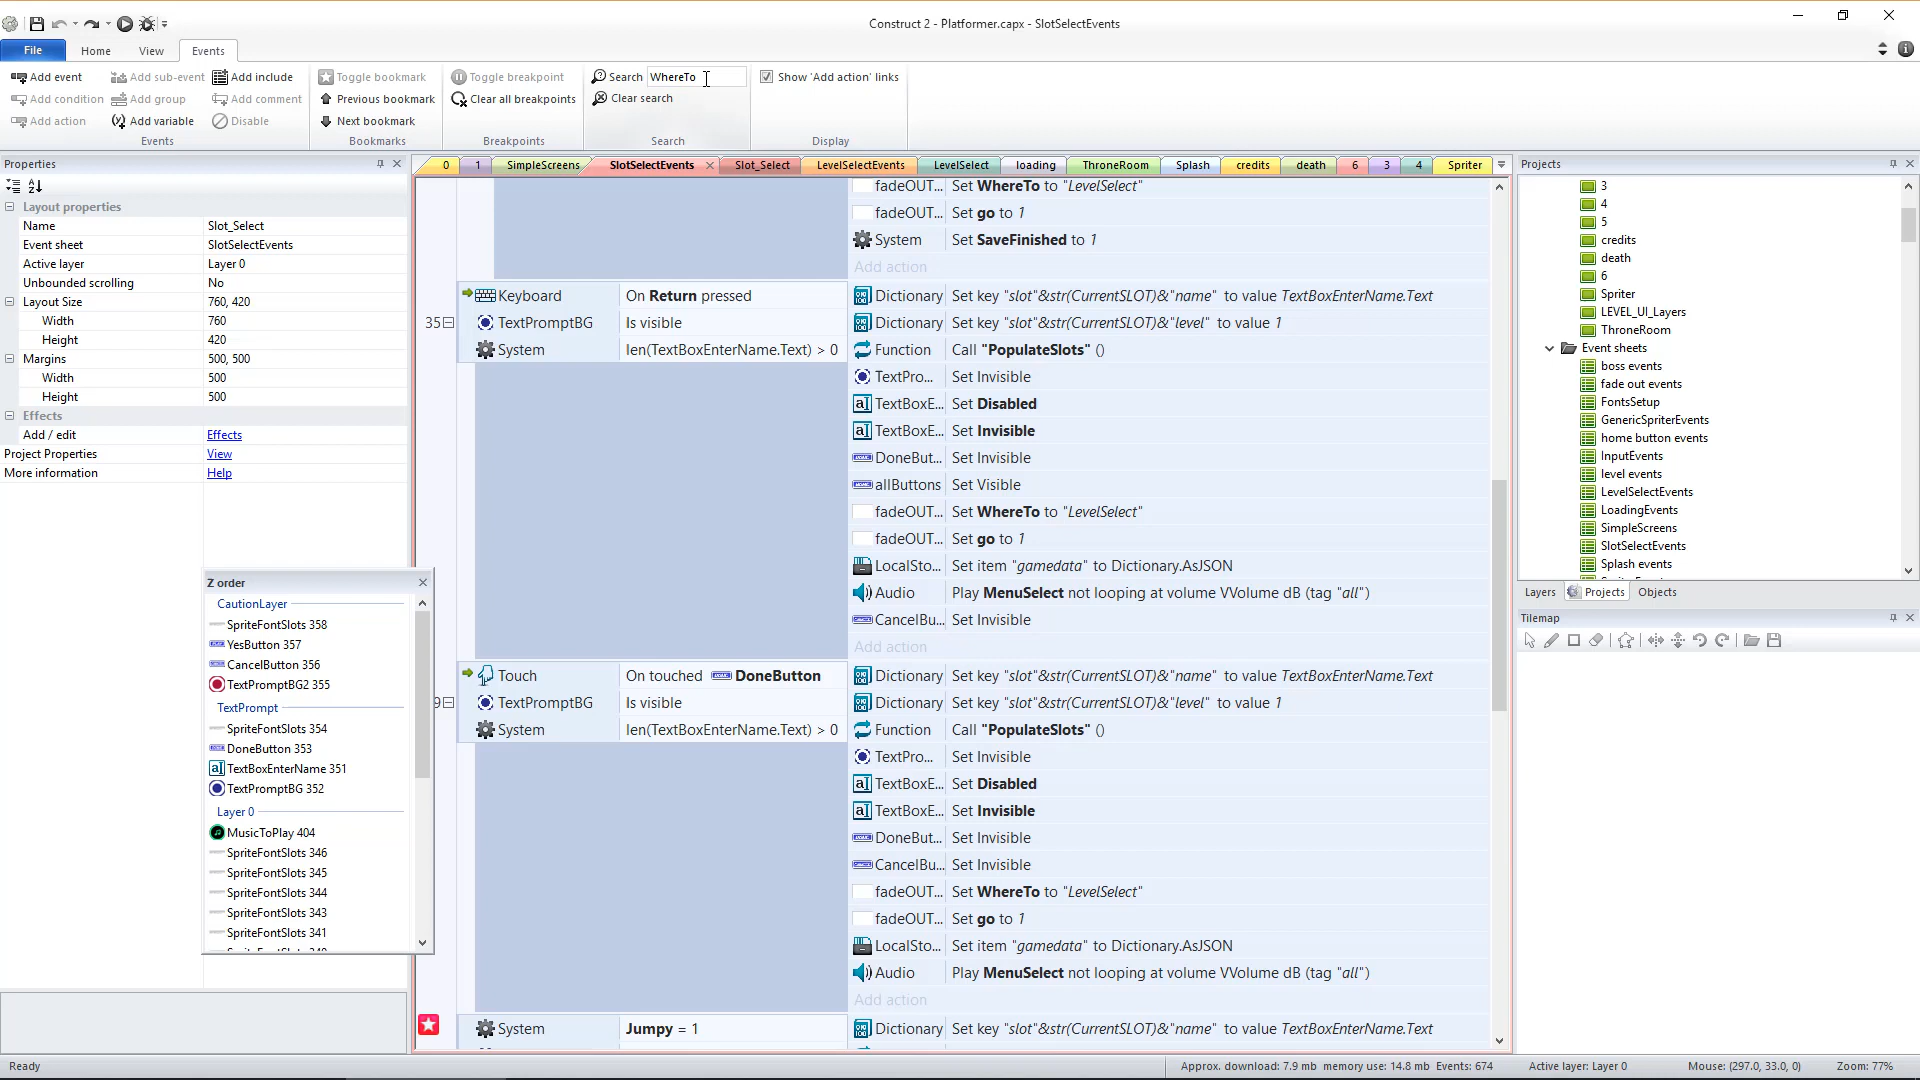 Construct 2 - Platformer.capx - SlotSelectEvents
File
Home
View
Events
Add event
Add sub-event
Add include
Add condition
Add group
Add comment
Add action
Add variable
Disable
Events
Toggle bookmark
Previous bookmark
Next bookmark
Bookmarks
Toggle breakpoint
Clear all breakpoints
Breakpoints
Search
WhereTo
Clear search
Search
Show 'Add action' links
Display
Properties
Layout properties
Name
Slot_Select
Event sheet
SlotSelectEvents
Active layer
Layer 0
Unbounded scrolling
No
Layout Size
760, 420
Width
760
Height
420
Margins
500, 500
Width
500
Height
500
Effects
Add / edit
Effects
Project Properties
View
More information
Help
Z order
CautionLayer
SpriteFontSlots 358
YesButton 357
CancelButton 356
TextPromptBG2 355
TextPrompt
SpriteFontSlots 354
DoneButton 353
TextBoxEnterName 351
TextPromptBG 352
Layer 0
MusicToPlay 404
SpriteFontSlots 346
SpriteFontSlots 345
SpriteFontSlots 344
SpriteFontSlots 343
SpriteFontSlots 341
0
1
SimpleScreens
SlotSelectEvents
Slot_Select
LevelSelectEvents
LevelSelect
loading
ThroneRoom
Splash
credits
death
6
3
4
Spriter
fadeOUT... Set WhereTo to "LevelSelect"
fadeOUT... Set go to 1
System Set SaveFinished to 1
Add action
35
Keyboard On Return pressed
TextPromptBG Is visible
System len(TextBoxEnterName.Text) > 0
Dictionary Set key "slot"&str(CurrentSLOT)&"name" to value TextBoxEnterName.Text
Dictionary Set key "slot"&str(CurrentSLOT)&"level" to value 1
Function Call "PopulateSlots" ()
TextPro... Set Invisible
TextBoxE... Set Disabled
TextBoxE... Set Invisible
DoneBut... Set Invisible
allButtons Set Visible
fadeOUT... Set WhereTo to "LevelSelect"
fadeOUT... Set go to 1
LocalSto... Set item "gamedata" to Dictionary.AsJSON
Audio Play MenuSelect not looping at volume VVolume dB (tag "all")
CancelBu... Set Invisible
Add action
9
Touch On touched DoneButton
TextPromptBG Is visible
System len(TextBoxEnterName.Text) > 0
Dictionary Set key "slot"&str(CurrentSLOT)&"name" to value TextBoxEnterName.Text
Dictionary Set key "slot"&str(CurrentSLOT)&"level" to value 1
Function Call "PopulateSlots" ()
TextPro... Set Invisible
TextBoxE... Set Disabled
TextBoxE... Set Invisible
DoneBut... Set Invisible
CancelBu... Set Invisible
fadeOUT... Set WhereTo to "LevelSelect"
fadeOUT... Set go to 1
LocalSto... Set item "gamedata" to Dictionary.AsJSON
Audio Play MenuSelect not looping at volume VVolume dB (tag "all")
Add action
System Jumpy = 1
Dictionary Set key "slot"&str(CurrentSLOT)&"name" to value TextBoxEnterName.Text
Projects
3
4
5
credits
death
6
Spriter
LEVEL_UI_Layers
ThroneRoom
Event sheets
boss events
fade out events
FontsSetup
GenericSpriterEvents
home button events
InputEvents
level events
LevelSelectEvents
LoadingEvents
SimpleScreens
SlotSelectEvents
Splash events
Layers
Projects
Objects
Tilemap
Ready
Approx. download: 7.9 mb memory use: 14.8 mb Events: 674
Active layer: Layer 0
Mouse: (297.0, 33.0, 0)
Zoom: 77%